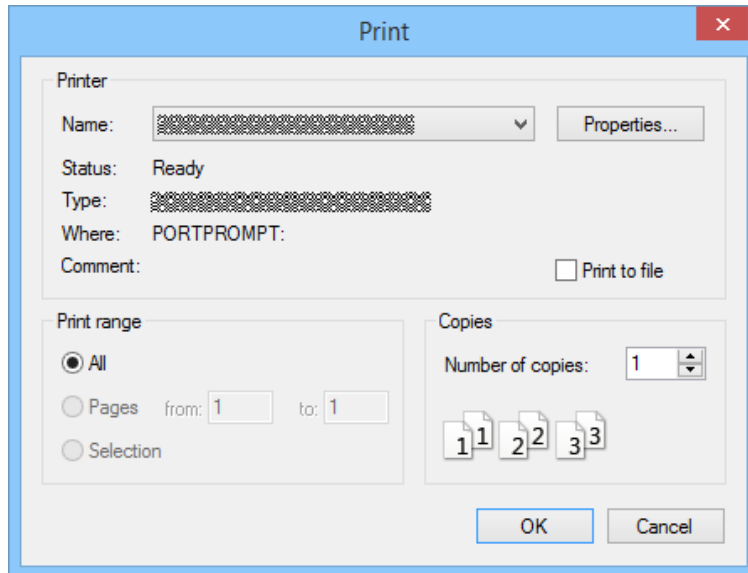 Print
Printer
Name:
Properties...
Status: Ready
Type:
Where: PORTPROMPT:
Comment:
Print to file
Print range
All
Pages from: 1 to: 1
Selection
Copies
Number of copies: 1
1 1 2 2 3 3
OK Cancel